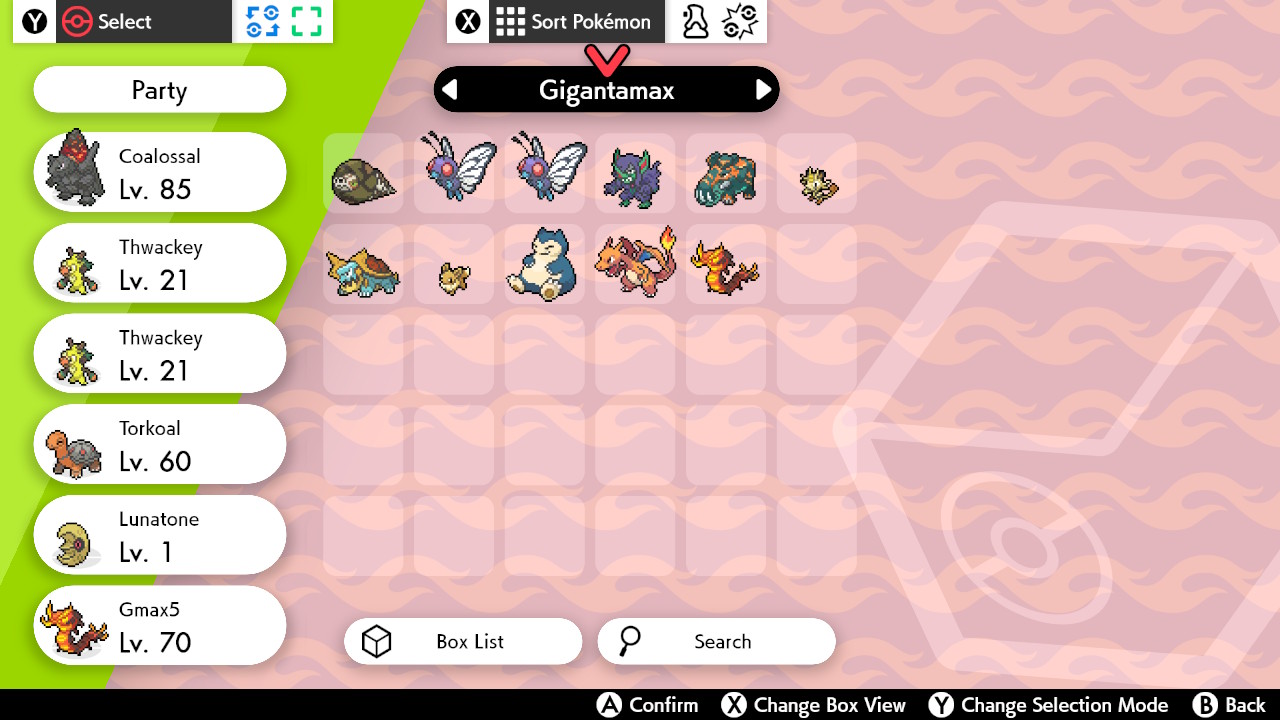 Y Select
X Sort Pokémon
Party
Gigantamax
Coalossal
Lv. 85
Thwackey
Lv. 21
Thwackey
Lv. 21
Torkoal
Lv. 60
Lunatone
Lv. 1
Gmax5
Lv. 70
Box List
Search
A Confirm X Change Box View Y Change Selection Mode B Back